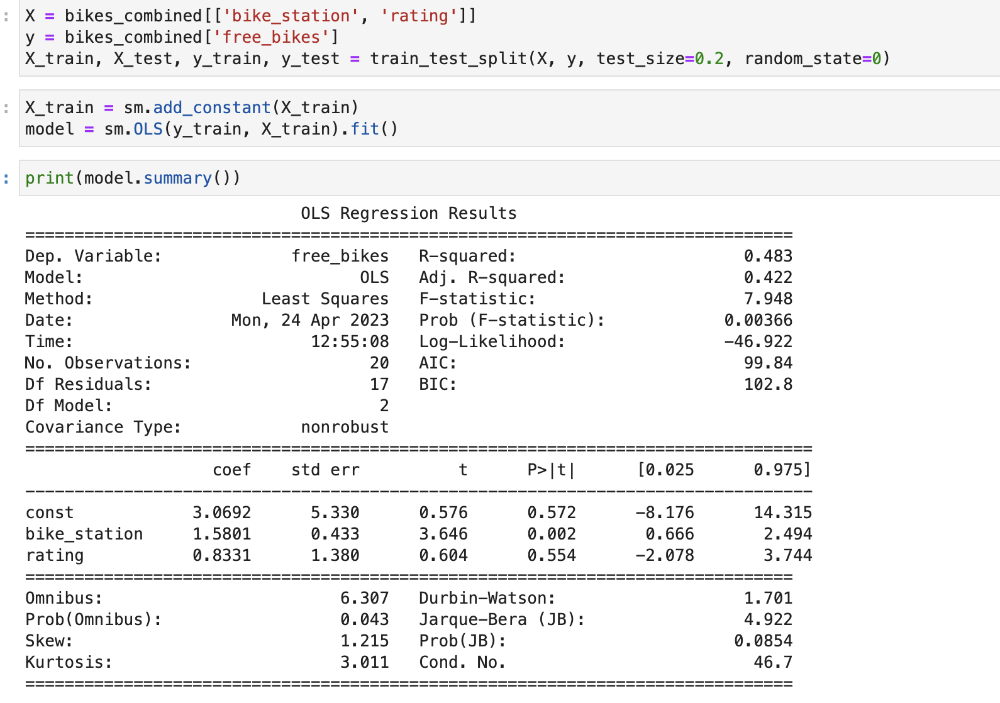 X = bikes_combined[['bike_station', 'rating']]
y = bikes_combined['free_bikes']
X_train, X_test, y_train, y_test = train_test_split(X, y, test_size=0.2, random_state=0)
X_train = sm.add_constant(X_train)
model = sm.OLS(y_train, X_train).fit()
print(model.summary())
OLS Regression Results
==============================================================================
Dep. Variable:             free_bikes   R-squared:                       0.483
Model:                            OLS   Adj. R-squared:                  0.422
Method:                 Least Squares   F-statistic:                     7.948
Date:                Mon, 24 Apr 2023   Prob (F-statistic):            0.00366
Time:                        12:55:08   Log-Likelihood:                -46.922
No. Observations:                  20   AIC:                             99.84
Df Residuals:                      17   BIC:                             102.8
Df Model:                           2
Covariance Type:            nonrobust
================================================================================
                   coef    std err          t      P>|t|      [0.025      0.975]
--------------------------------------------------------------------------------
const            3.0692      5.330      0.576      0.572      -8.176      14.315
bike_station     1.5801      0.433      3.646      0.002       0.666       2.494
rating           0.8331      1.380      0.604      0.554      -2.078       3.744
==============================================================================
Omnibus:                        6.307   Durbin-Watson:                   1.701
Prob(Omnibus):                  0.043   Jarque-Bera (JB):                4.922
Skew:                           1.215   Prob(JB):                       0.0854
Kurtosis:                       3.011   Cond. No.                         46.7
==============================================================================